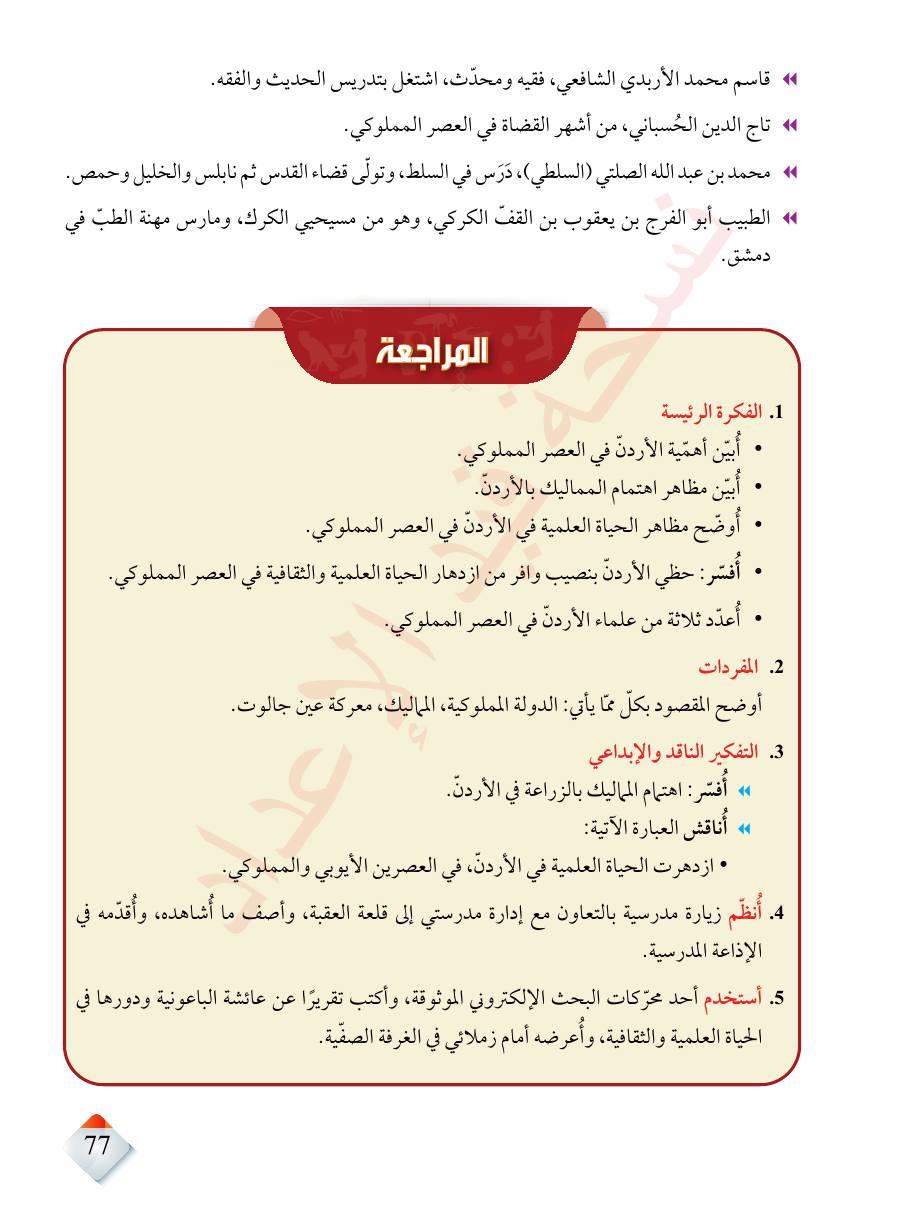 قاسم محمد الأربدي الشافعي، فقيه ومحدّث، اشتغل بتدريس الحديث والفقه.
تاج الدين الحُسباني، من أشهر القضاة في العصر المملوكي.
محمد بن عبد الله الصلتي (السلطي)، دَرَس في السلط، وتولّى قضاء القدس ثم نابلس والخليل وحمص.
الطبيب أبو الفرج بن يعقوب بن القفّ الكركي، وهو من مسيحيي الكرك، ومارس مهنة الطبّ في
دمشق.
المراجعة
1. الفكرة الرئيسة
• أُبيّن أهمّية الأردنّ في العصر المملوكي.
• أُبيّن مظاهر اهتمام المماليك بالأردنّ.
• أُوضّح مظاهر الحياة العلمية في الأردنّ في العصر المملوكي.
• أُفسّر: حظي الأردنّ بنصيب وافر من ازدهار الحياة العلمية والثقافية في العصر المملوكي.
• أُعدّد ثلاثة من علماء الأردنّ في العصر المملوكي.
2. المفردات
أوضح المقصود بكلّ ممّا يأتي: الدولة المملوكية، المماليك، معركة عين جالوت.
3. التفكير الناقد والإبداعي
أُفسّر: اهتمام المماليك بالزراعة في الأردنّ.
أُناقش العبارة الآتية:
• ازدهرت الحياة العلمية في الأردنّ، في العصرين الأيوبي والمملوكي.
4. أُنظّم زيارة مدرسية بالتعاون مع إدارة مدرستي إلى قلعة العقبة، وأصف ما أُشاهده، وأُقدّمه في
الإذاعة المدرسية.
5. أستخدم أحد محرّكات البحث الإلكتروني الموثوقة، وأكتب تقريرًا عن عائشة الباعونية ودورها في
الحياة العلمية والثقافية، وأُعرضه أمام زملائي في الغرفة الصفّية.
77
نسخة قيد الإعداد